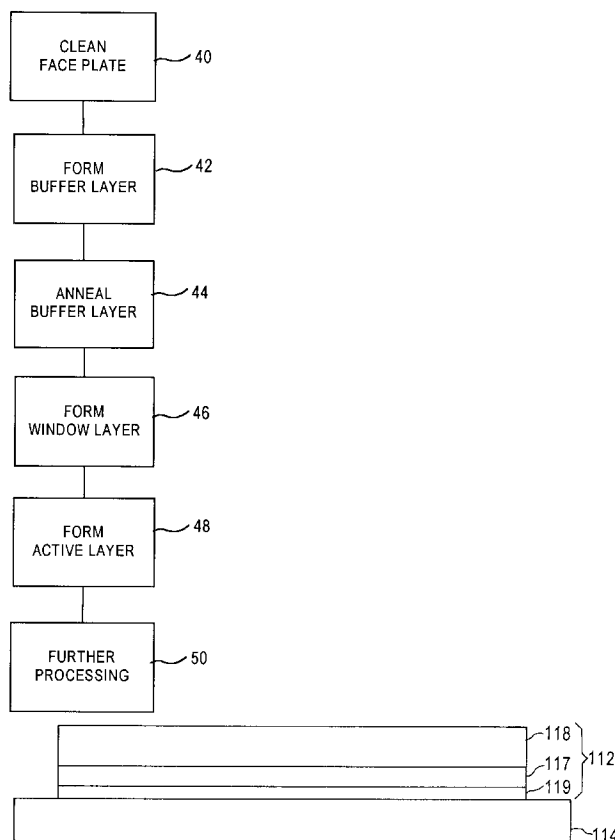 CLEAN
FACE PLATE
40
FORM
BUFFER LAYER
42
ANNEAL
BUFFER LAYER
44
FORM
WINDOW LAYER
46
FORM
ACTIVE LAYER
48
FURTHER
PROCESSING
50
118
117
112
119
114